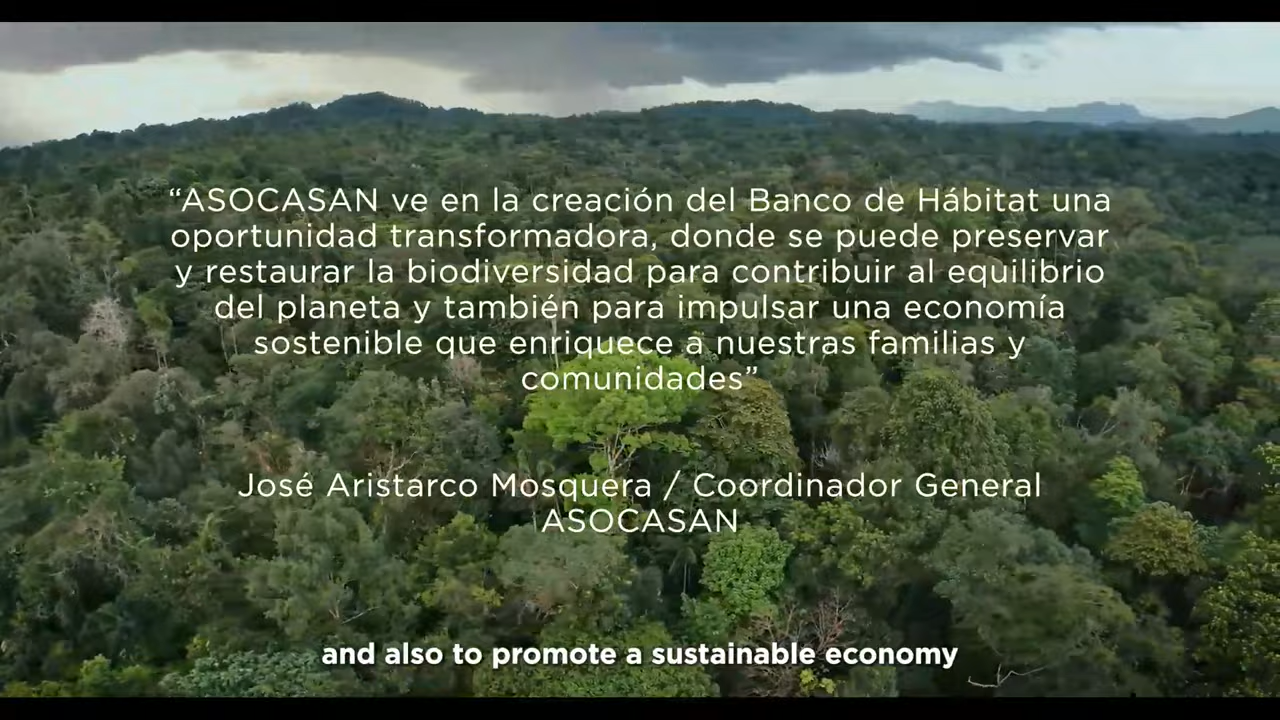 “ASOCASAN ve en la creación del Banco de Hábitat una
oportunidad transformadora, donde se puede preservar
y restaurar la biodiversidad para contribuir al equilibrio
del planeta y también para impulsar una economía
sostenible que enriquece a nuestras familias y
comunidades”
José Aristarco Mosquera / Coordinador General
ASOCASAN
and also to promote a sustainable economy